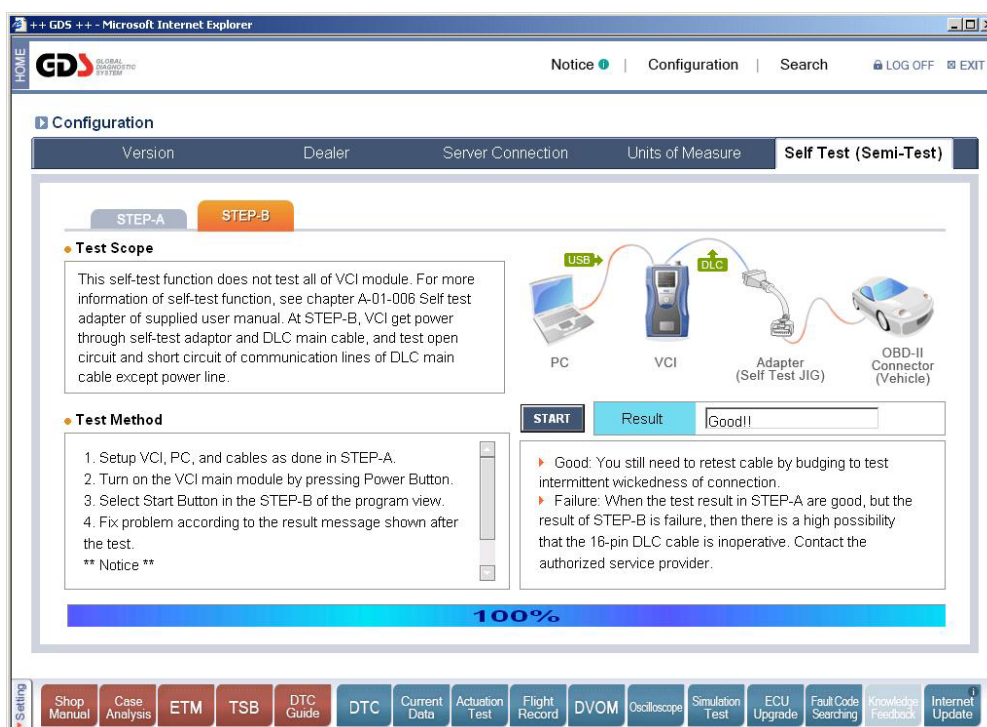 ++ GDS ++ - Microsoft Internet Explorer
HOME
GDS GLOBAL DIAGNOSTIC SYSTEM
Notice | Configuration | Search LOG OFF EXIT
Configuration
Version Dealer Server Connection Units of Measure Self Test (Semi-Test)
STEP-A STEP-B
Test Scope
This self-test function does not test all of VCI module. For more
information of self-test function, see chapter A-01-006 Self test
adapter of supplied user manual. At STEP-B, VCI get power
through self-test adaptor and DLC main cable, and test open
circuit and short circuit of communication lines of DLC main
cable except power line.
USB
DLC
PC
VCI
Adapter
(Self Test JIG)
OBD-II
Connector
(Vehicle)
Test Method
1. Setup VCI, PC, and cables as done in STEP-A.
2. Turn on the VCI main module by pressing Power Button.
3. Select Start Button in the STEP-B of the program view.
4. Fix problem according to the result message shown after
the test.
** Notice **
START Result Good!!
Good: You still need to retest cable by budging to test
intermittent wickedness of connection.
Failure: When the test result in STEP-A are good, but the
result of STEP-B is failure, then there is a high possibility
that the 16-pin DLC cable is inoperative. Contact the
authorized service provider.
100%
Setting
Shop Manual
Case Analysis
ETM
TSB
DTC Guide
DTC
Current Data
Actuation Test
Flight Record
DVOM
Oscilloscope
Simulation Test
ECU Upgrade
Fault Code Searching
Knowledge Feedback
Internet Update